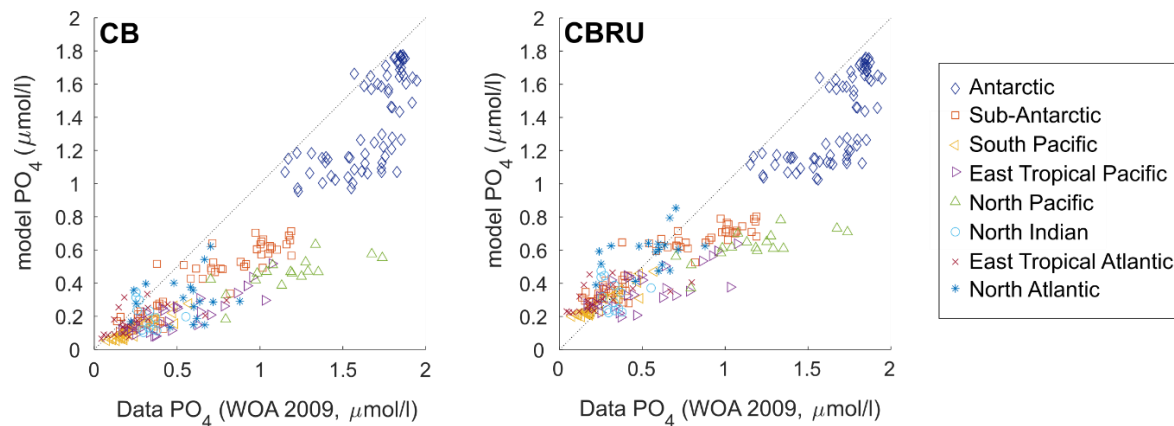 CB
2
1.8
1.6
1.4
1.2
1
0.8
0.6
0.4
0.2
0
model PO4 (μmol/l)
0 0.5 1 1.5 2
Data PO4 (WOA 2009, μmol/l)
CBRU
2
1.8
1.6
1.4
1.2
1
0.8
0.6
0.4
0.2
0
model PO4 (μmol/l)
0 0.5 1 1.5 2
Data PO4 (WOA 2009, μmol/l)
Antarctic
Sub-Antarctic
South Pacific
East Tropical Pacific
North Pacific
North Indian
East Tropical Atlantic
North Atlantic